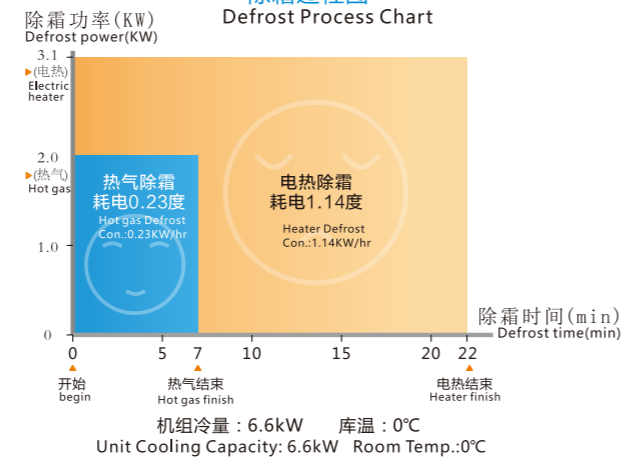 除霜功率(KW)
Defrost power(KW)
Defrost Process Chart
3.1
▸(电热)
Electric
heater
2.0
▸(热气)
Hot gas
1.0
0
热气除霜
耗电0.23度
Hot gas Defrost
Con.:0.23KW/hr
电热除霜
耗电1.14度
Heater Defrost
Con.:1.14KW/hr
除霜时间(min)
Defrost time(min)
0 5 7 10 15 20 22
开始
begin
热气结束
Hot gas finish
电热结束
Heater finish
机组冷量：6.6kW 库温：0℃
Unit Cooling Capacity: 6.6kW Room Temp.:0℃